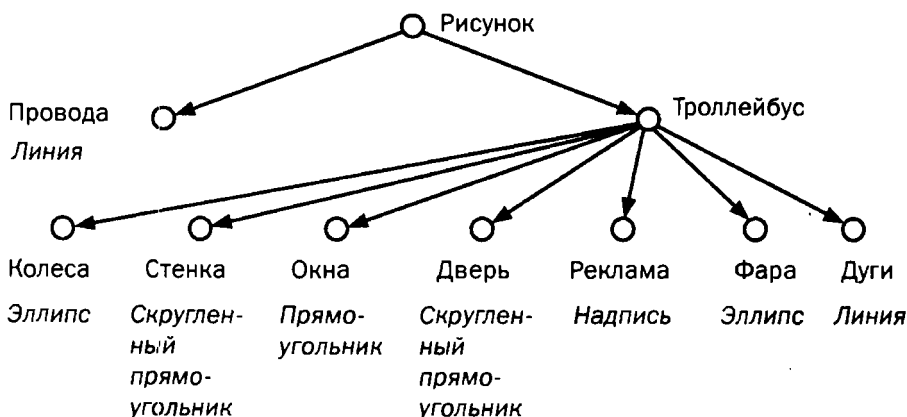 Рисунок
Провода
Линия
Троллейбус
Колеса Стенка Окна Дверь Реклама Фара Дуги
Эллипс Скруглен- Прямо- Скруглен- Надпись Эллипс Линия
ный угольник ный
прямо- прямо-
угольник угольник